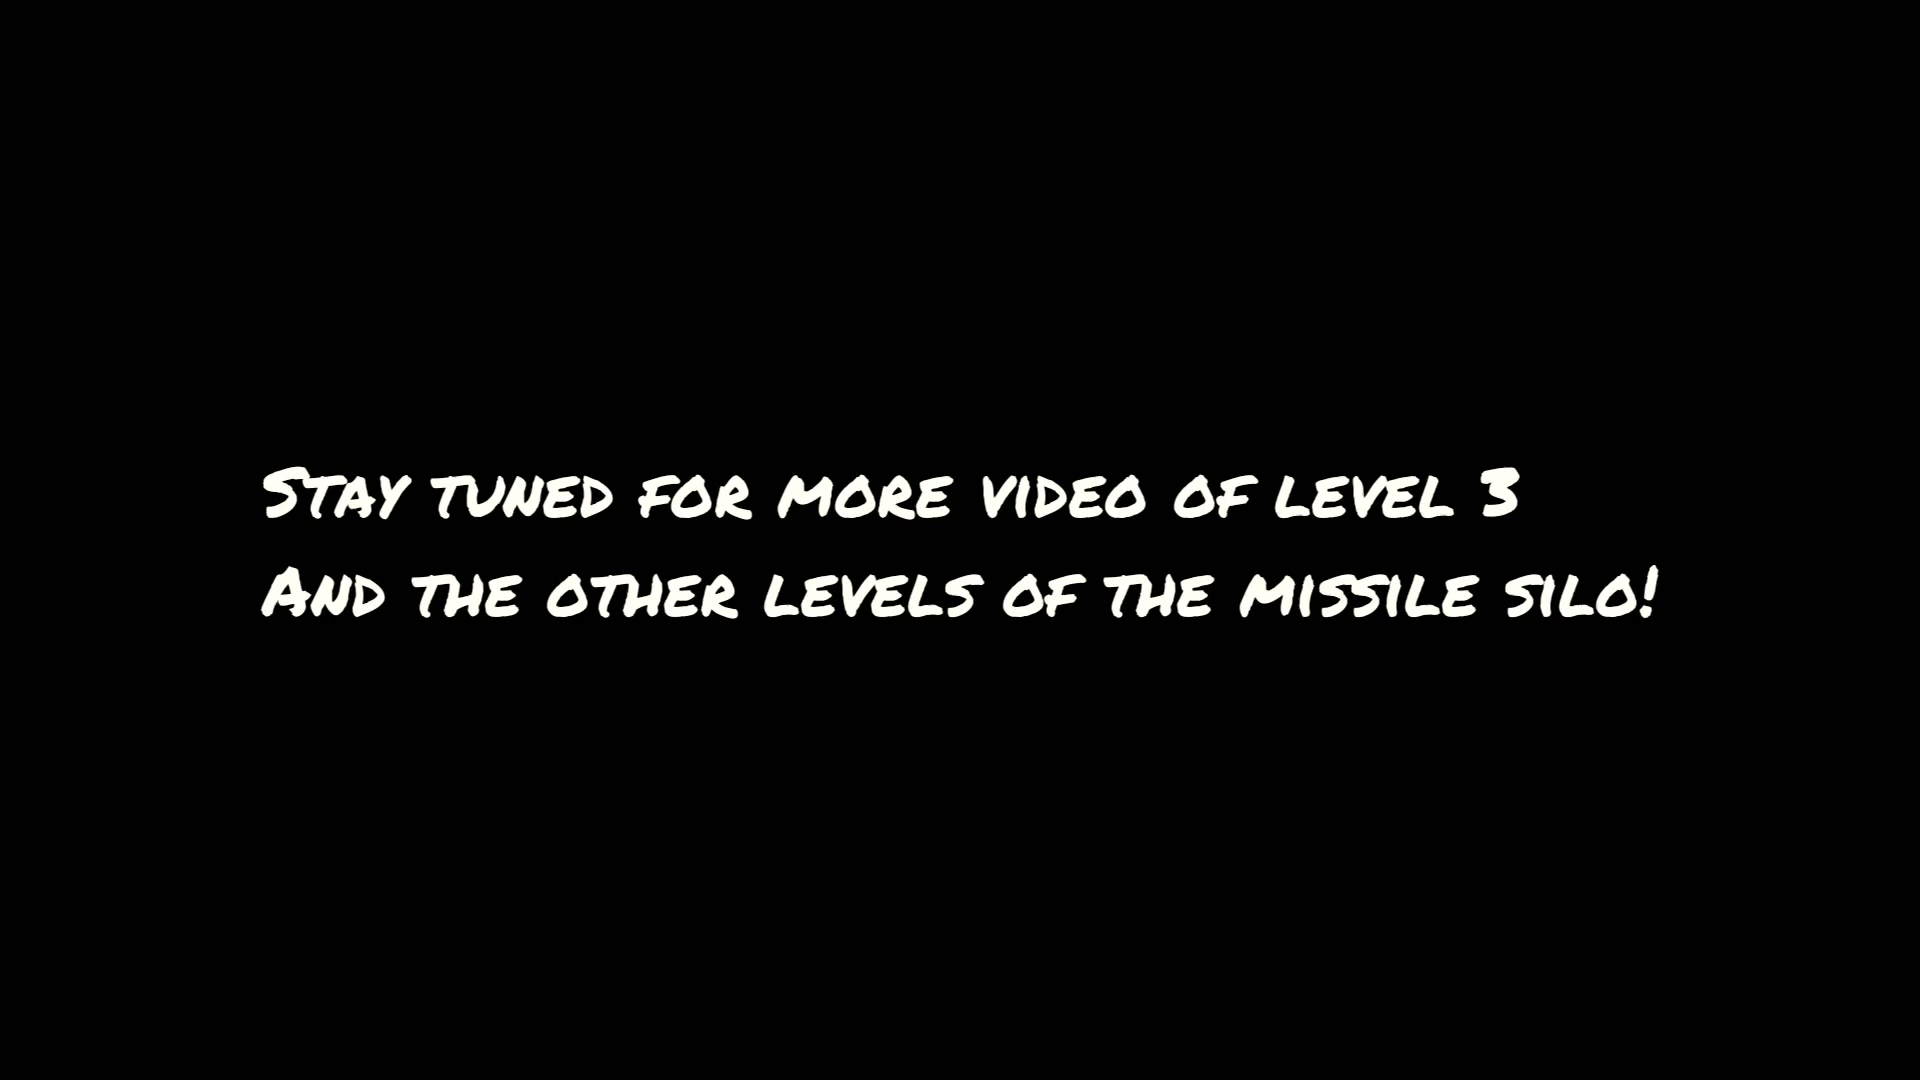 Stay tuned for more video of level 3
And the other levels of the missile silo!